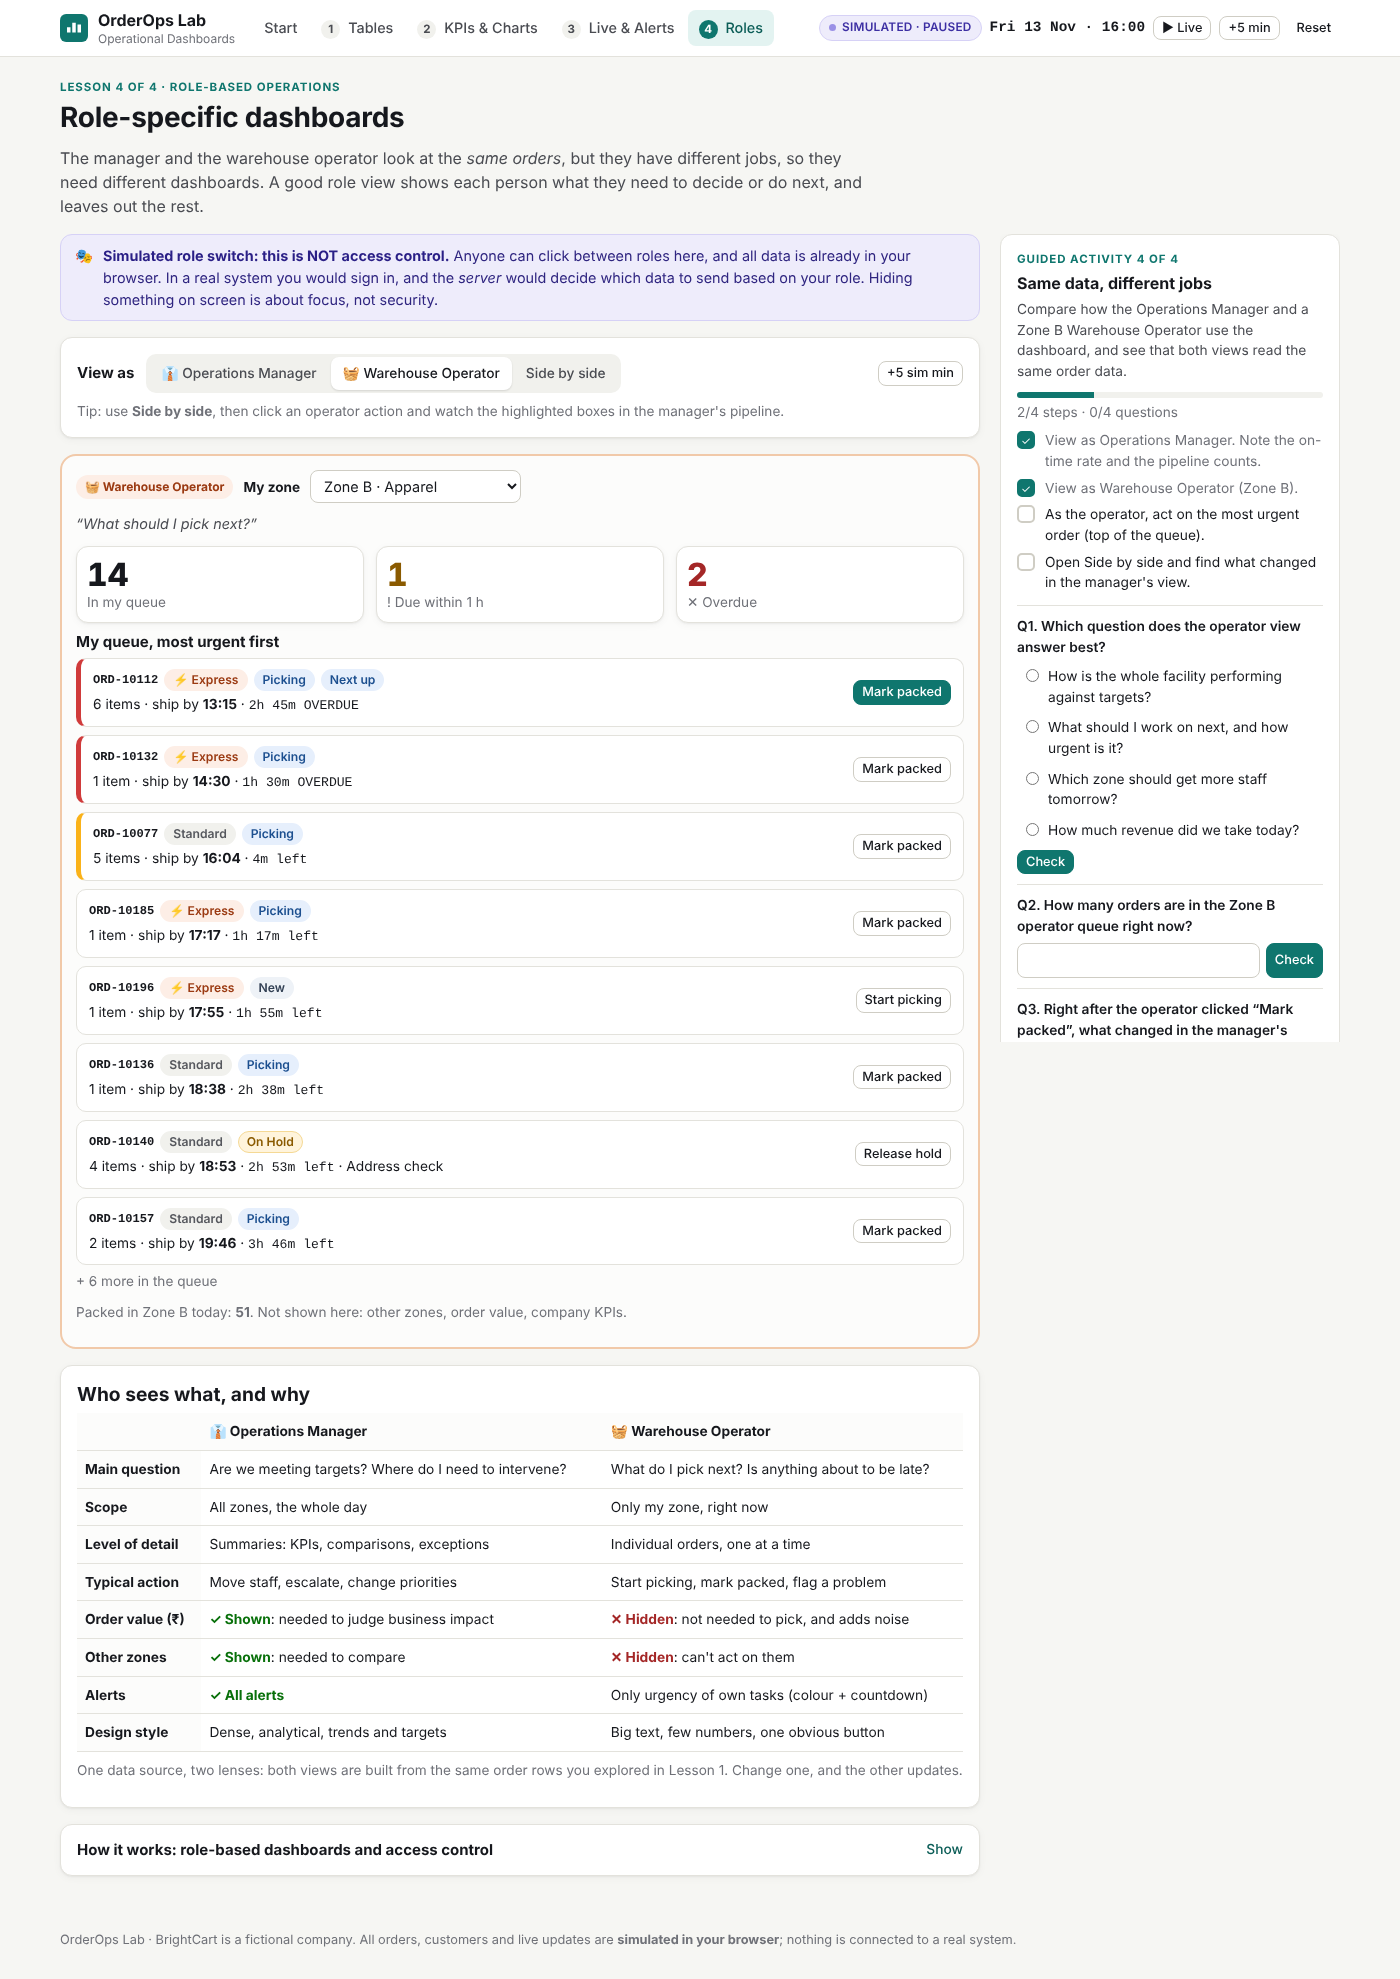 OrderOps Lab
Operational Dashboards
Start
1 Tables
2 KPIs & Charts
3 Live & Alerts
4 Roles
SIMULATED · PAUSED
Fri 13 Nov · 16:00
▶ Live
+5 min
Reset
LESSON 4 OF 4 · ROLE-BASED OPERATIONS
Role-specific dashboards
The manager and the warehouse operator look at the same orders, but they have different jobs, so they
need different dashboards. A good role view shows each person what they need to decide or do next, and
leaves out the rest.
Simulated role switch: this is NOT access control. Anyone can click between roles here, and all data is already in your
browser. In a real system you would sign in, and the server would decide which data to send based on your role. Hiding
something on screen is about focus, not security.
View as
Operations Manager
Warehouse Operator
Side by side
+5 sim min
Tip: use Side by side, then click an operator action and watch the highlighted boxes in the manager's pipeline.
Warehouse Operator
My zone
Zone B · Apparel
“What should I pick next?”
14
In my queue
1
! Due within 1 h
2
✕ Overdue
My queue, most urgent first
ORD-10112 ⚡ Express Picking Next up
6 items · ship by 13:15 · 2h 45m OVERDUE
Mark packed
ORD-10132 ⚡ Express Picking
1 item · ship by 14:30 · 1h 30m OVERDUE
Mark packed
ORD-10077 Standard Picking
5 items · ship by 16:04 · 4m left
Mark packed
ORD-10185 ⚡ Express Picking
1 item · ship by 17:17 · 1h 17m left
Mark packed
ORD-10196 ⚡ Express New
1 item · ship by 17:55 · 1h 55m left
Start picking
ORD-10136 Standard Picking
1 item · ship by 18:38 · 2h 38m left
Mark packed
ORD-10140 Standard On Hold
4 items · ship by 18:53 · 2h 53m left · Address check
Release hold
ORD-10157 Standard Picking
2 items · ship by 19:46 · 3h 46m left
Mark packed
+ 6 more in the queue
Packed in Zone B today: 51. Not shown here: other zones, order value, company KPIs.
Who sees what, and why
Operations Manager
Warehouse Operator
Main question
Are we meeting targets? Where do I need to intervene?
What do I pick next? Is anything about to be late?
Scope
All zones, the whole day
Only my zone, right now
Level of detail
Summaries: KPIs, comparisons, exceptions
Individual orders, one at a time
Typical action
Move staff, escalate, change priorities
Start picking, mark packed, flag a problem
Order value (₹)
✓ Shown: needed to judge business impact
✕ Hidden: not needed to pick, and adds noise
Other zones
✓ Shown: needed to compare
✕ Hidden: can't act on them
Alerts
✓ All alerts
Only urgency of own tasks (colour + countdown)
Design style
Dense, analytical, trends and targets
Big text, few numbers, one obvious button
One data source, two lenses: both views are built from the same order rows you explored in Lesson 1. Change one, and the other updates.
How it works: role-based dashboards and access control
Show
GUIDED ACTIVITY 4 OF 4
Same data, different jobs
Compare how the Operations Manager and a
Zone B Warehouse Operator use the
dashboard, and see that both views read the
same order data.
2/4 steps · 0/4 questions
View as Operations Manager. Note the on-
time rate and the pipeline counts.
View as Warehouse Operator (Zone B).
As the operator, act on the most urgent
order (top of the queue).
Open Side by side and find what changed
in the manager's view.
Q1. Which question does the operator view
answer best?
How is the whole facility performing
against targets?
What should I work on next, and how
urgent is it?
Which zone should get more staff
tomorrow?
How much revenue did we take today?
Check
Q2. How many orders are in the Zone B
operator queue right now?
Check
Q3. Right after the operator clicked “Mark
packed”, what changed in the manager's
OrderOps Lab · BrightCart is a fictional company. All orders, customers and live updates are simulated in your browser; nothing is connected to a real system.